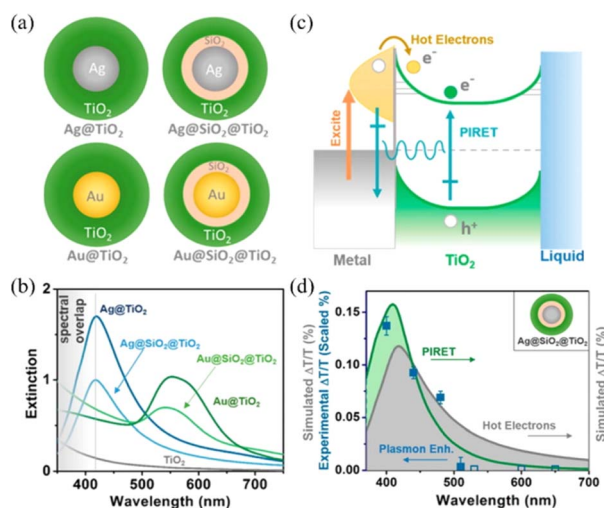 (a)
Ag
TiO2
Ag@TiO2
SiO2
Ag
TiO2
Ag@SiO2@TiO2
Au
TiO2
Au@TiO2
SiO2
Au
TiO2
Au@SiO2@TiO2
(c)
Hot Electrons
e-
e-
Excite
PIRET
h+
Metal
TiO2
Liquid
(b)
spectral
overlap
Ag@TiO2
Ag@SiO2@TiO2
Au@SiO2@TiO2
Au@TiO2
TiO2
Extinction
2
1
0
400
500
600
700
Wavelength (nm)
(d)
Simulated ΔT/T (%)
Experimental ΔT/T (Scaled %)
0.15
0.10
0.05
0.00
Ag@SiO2@TiO2
PIRET
Hot Electrons
Plasmon Enh.
400
500
600
700
Wavelength (nm)
Simulated ΔT/T (%)